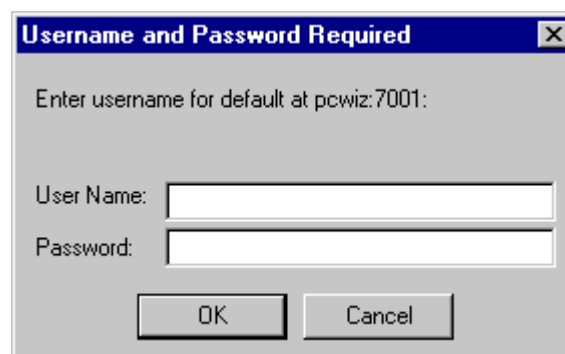 Username and Password Required
Enter username for default at pcwiz:7001:
User Name:
Password:
OK Cancel